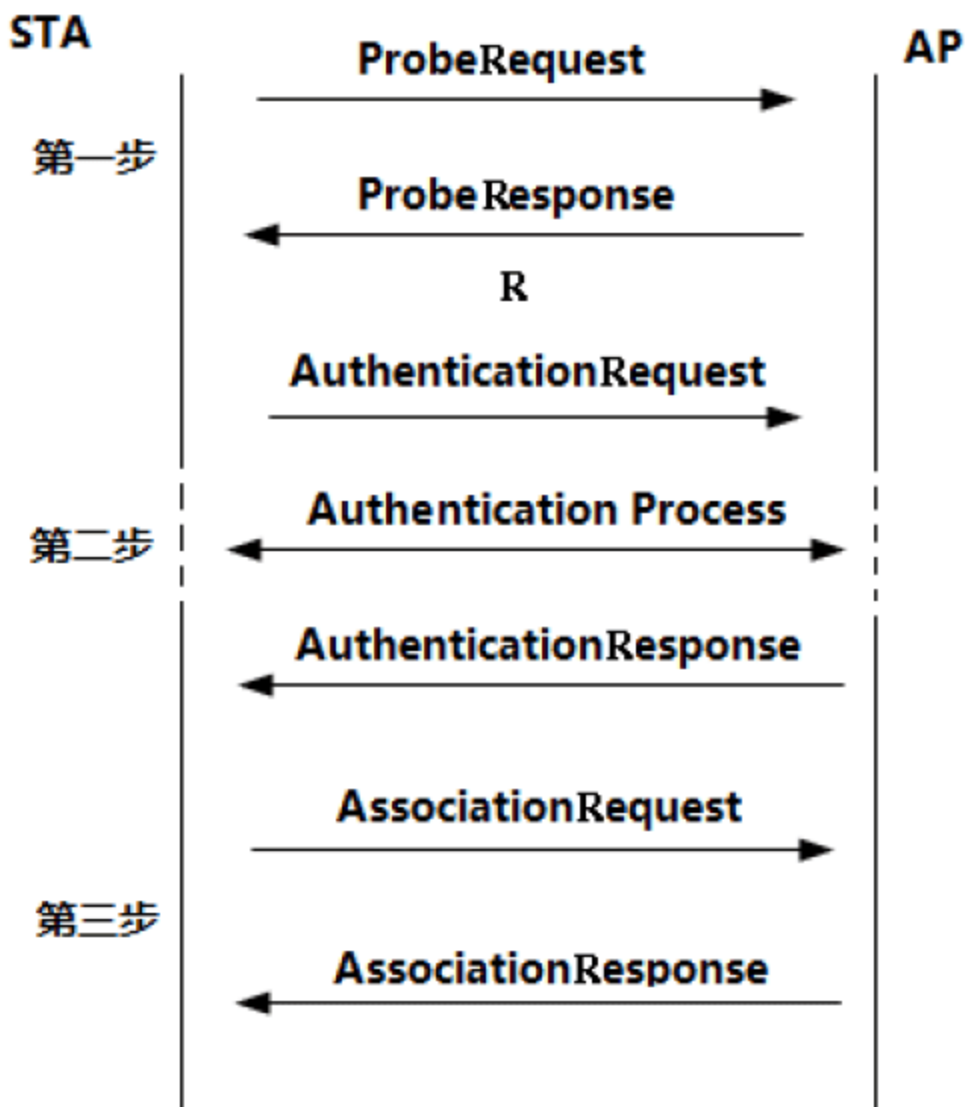 STA
AP
ProbeRequest
第一步
ProbeResponse
R
AuthenticationRequest
Authentication Process
第二步
AuthenticationResponse
AssociationRequest
第三步
AssociationResponse